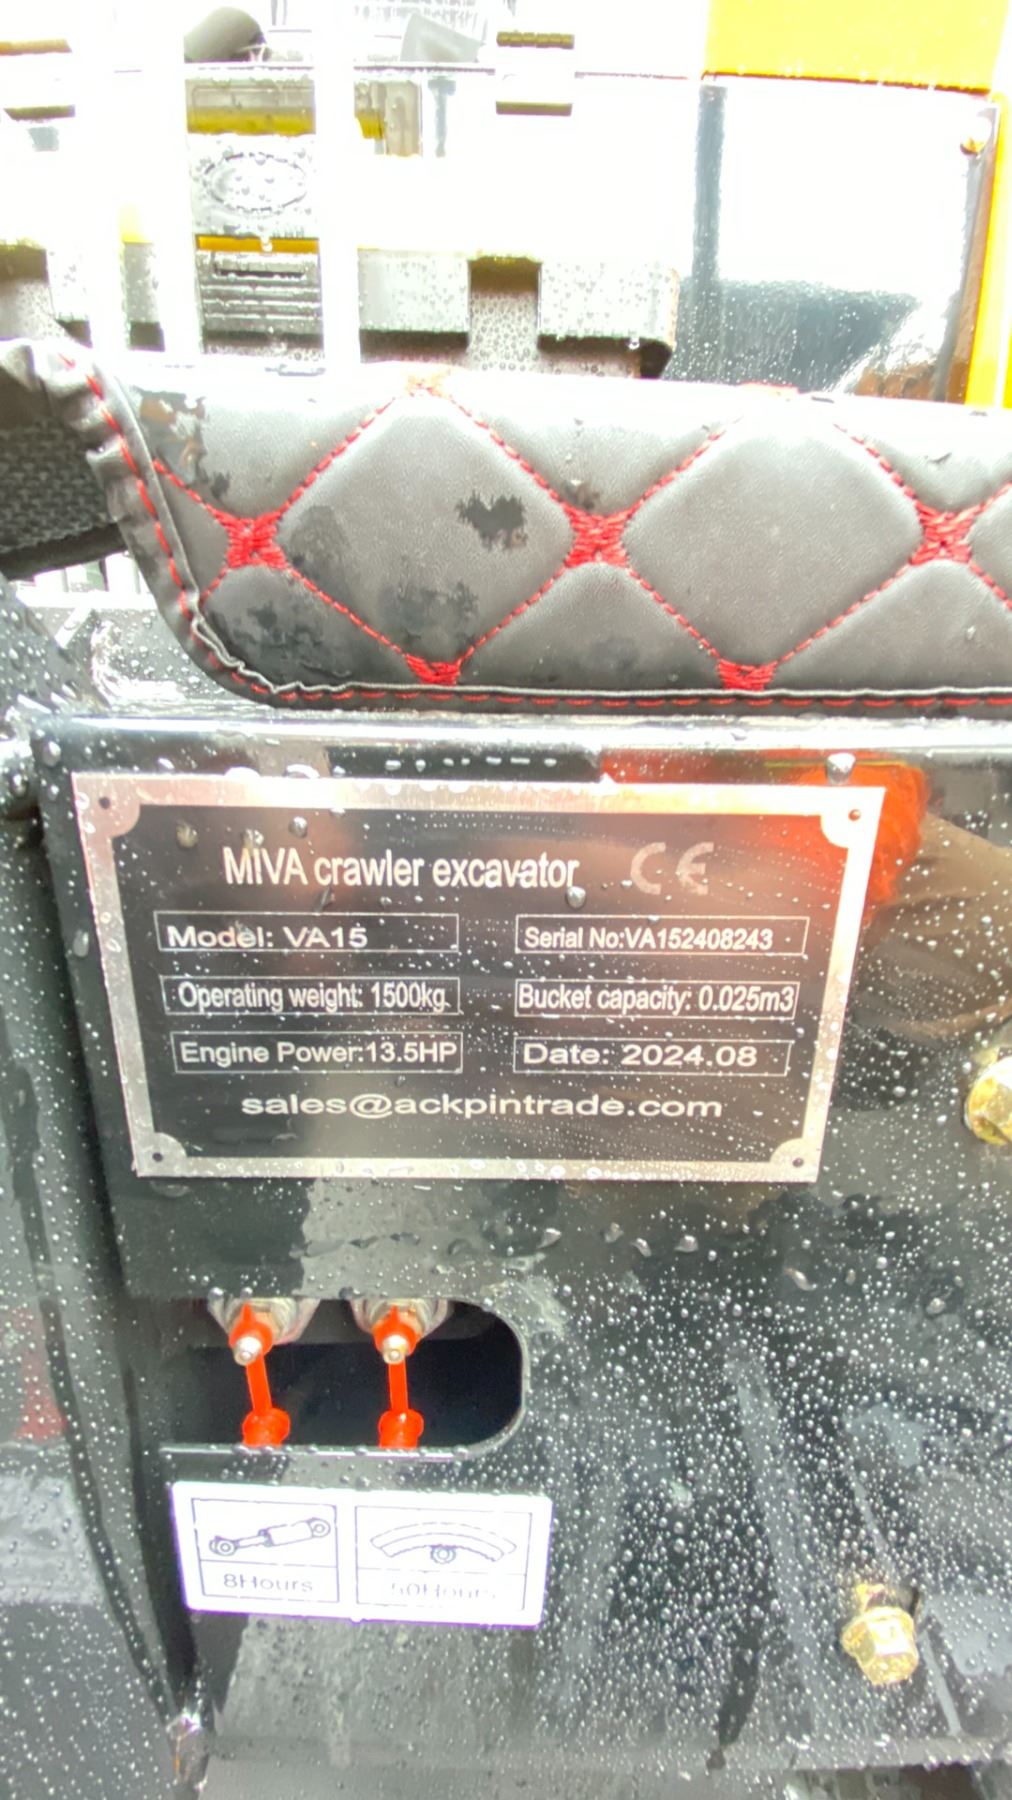 MIVA crawler excavator CE
Model: VA15
Serial No:VA152408243
Operating weight: 1500kg
Bucket capacity: 0.025m3
Engine Power:13.5HP
Date: 2024.08
sales@ackpintrade.com
8Hours
50Hours